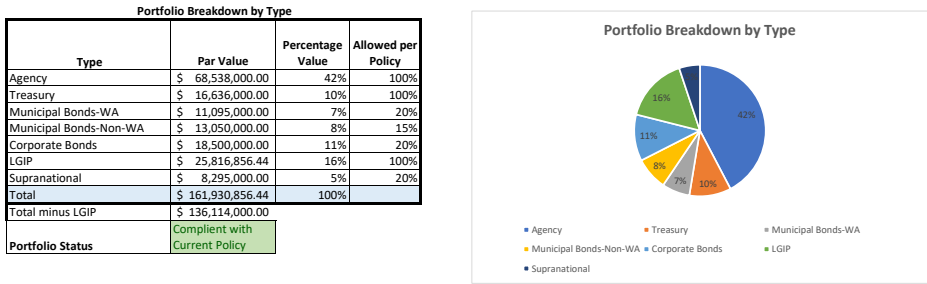 Portfolio Breakdown by Type
Type Par Value Percentage Value Allowed per Policy
Agency $ 68,538,000.00 42% 100%
Treasury $ 16,636,000.00 10% 100%
Municipal Bonds-WA $ 11,095,000.00 7% 20%
Municipal Bonds-Non-WA $ 13,050,000.00 8% 15%
Corporate Bonds $ 18,500,000.00 11% 20%
LGIP $ 25,816,856.44 16% 100%
Supranational $ 8,295,000.00 5% 20%
Total $ 161,930,856.44 100%
Total minus LGIP $ 136,114,000.00
Portfolio Status Complient with Current Policy
Portfolio Breakdown by Type
42%
10%
7%
8%
11%
16%
Agency Treasury Municipal Bonds-WA
Municipal Bonds-Non-WA Corporate Bonds LGIP
Supranational